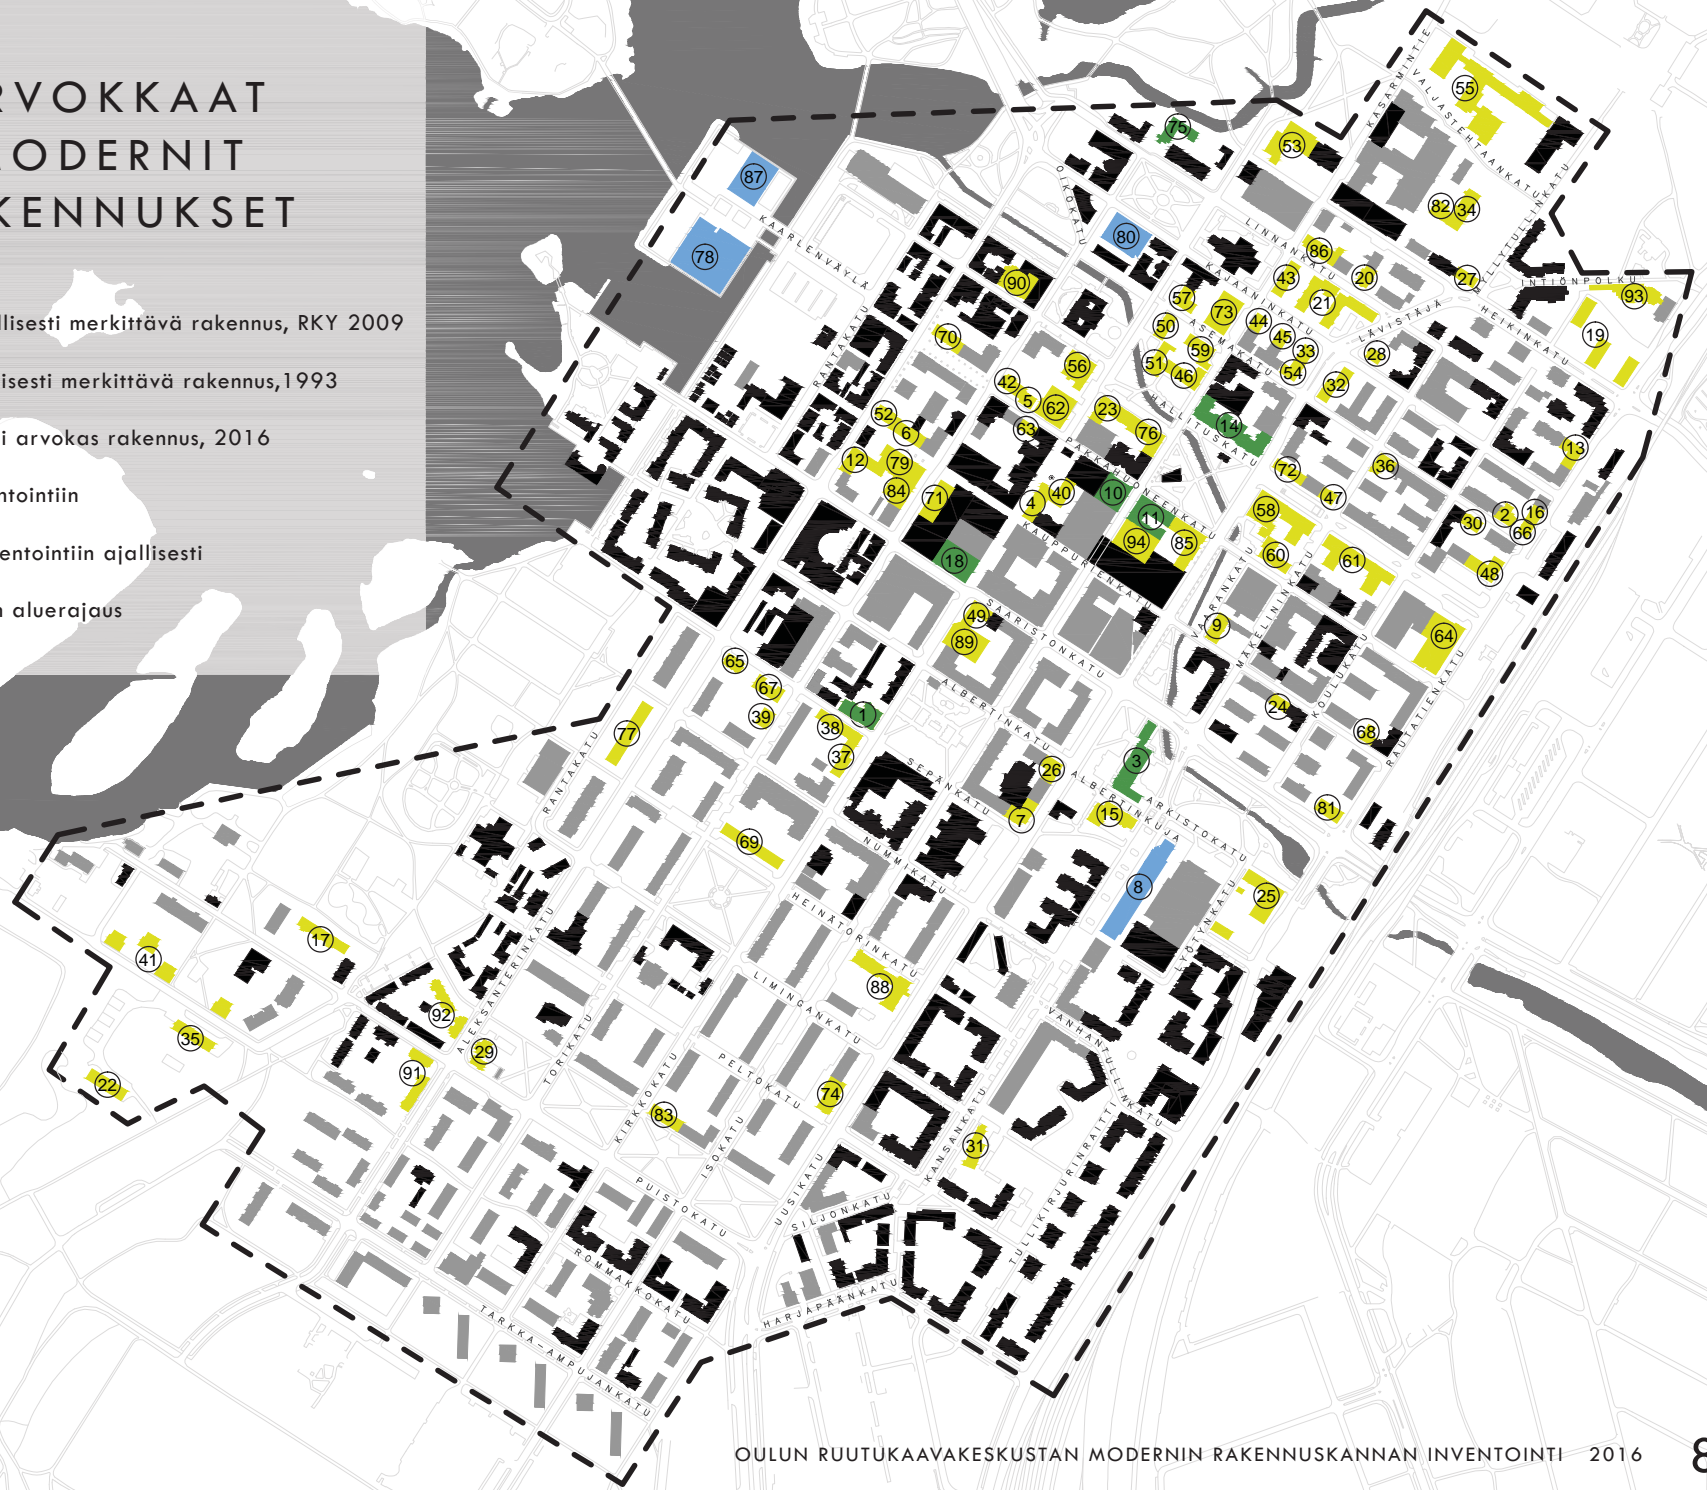 RVOKKAAT
MODERNIT
KENNUKSET
llisesti merkittävä rakennus, RKY 2009
isesti merkittävä rakennus,1993
i arvokas rakennus, 2016
ntointiin
entointiin ajallisesti
n aluerajaus
KASARMINTIE
VALJASTEHTAANKATU
55
75
53
87
OIKOKATU
82
34
KAARLENVÄYLÄ
80
LINNANKATU
78
86
43
20
27
MYLLYTULLINKATU
INTIÖNPOLKU
93
KAJAANINKATU
90
57
21
73
44
LÄVISTÄJÄ
HEIKINKATU
19
50
ASEMAKATU
45
33
28
70
RANTAKATU
59
51
46
54
32
56
42
5
62
23
HALLITUSKATU
52
6
63
76
14
13
12
79
PAKKAHUONEENKATU
72
36
84
71
4
*
40
10
47
11
58
2
16
30
66
94
85
KAUPPURIENKATU
18
60
61
48
SAARISTONKATU
VAARANKATU
49
9
MÄKELININKATU
64
89
65
67
ALBERTINKATU
KOULUKATU
39
1
38
24
RAUTATIENKATU
77
37
68
RANTAKATU
SEPÄNKATU
26
3
ALBERTINKUJA
ARKISTOKATU
7
15
81
69
NUMMIKATU
8
25
HEINÄTORINKATU
LYÖTYNKATU
17
41
88
LIMINGANKATU
92
ALEKSANTERINKATU
VANHANTULLINKATU
35
29
TORIKATU
91
22
PELTOKATU
74
83
KIRKKOKATU
ISOKATU
KANSANKATU
31
TULLIKIRJURINRAITTI
PUISTOKATU
UUSIKATU
SILJONKATU
ROMMAKKOKATU
HARJAPÄÄNKATU
TARKKA-AMPUJANKATU
OULUN RUUTUKAAVAKESKUSTAN MODERNIN RAKENNUSKANNAN INVENTOINTI 2016 8